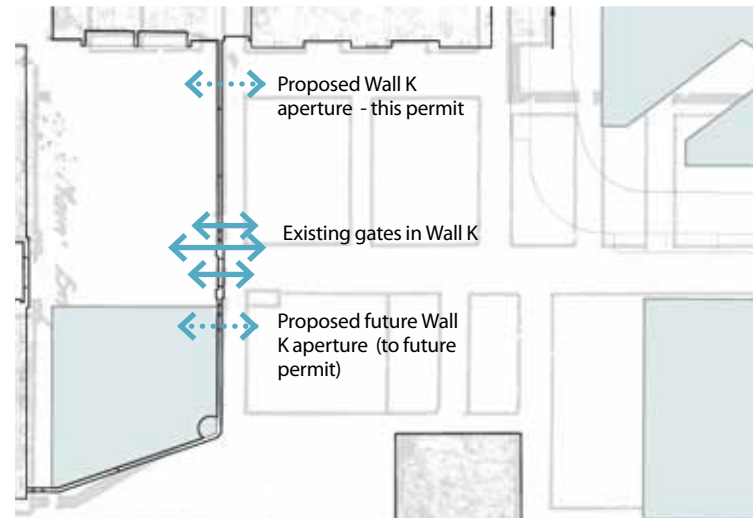 Proposed Wall K
aperture - this permit
Existing gates in Wall K
Proposed future Wall
K aperture (to future
permit)